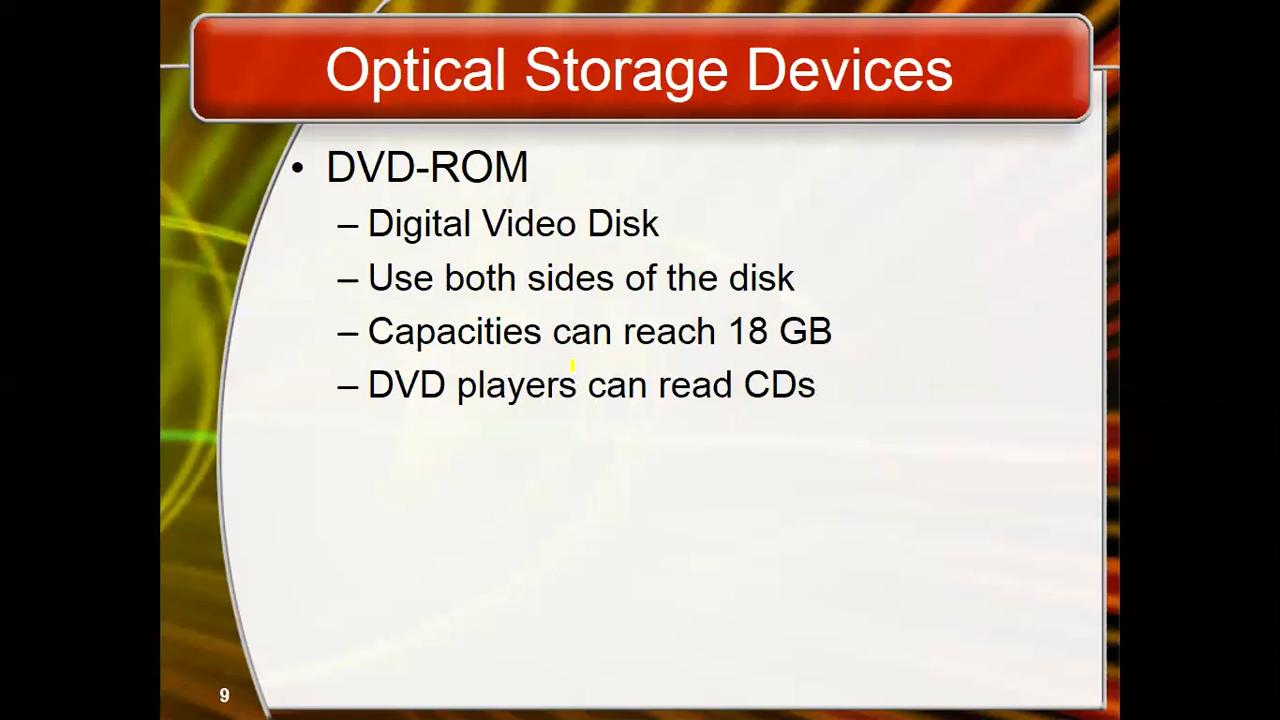 Optical Storage Devices
• DVD-ROM
– Digital Video Disk
– Use both sides of the disk
– Capacities can reach 18 GB
– DVD players can read CDs
9